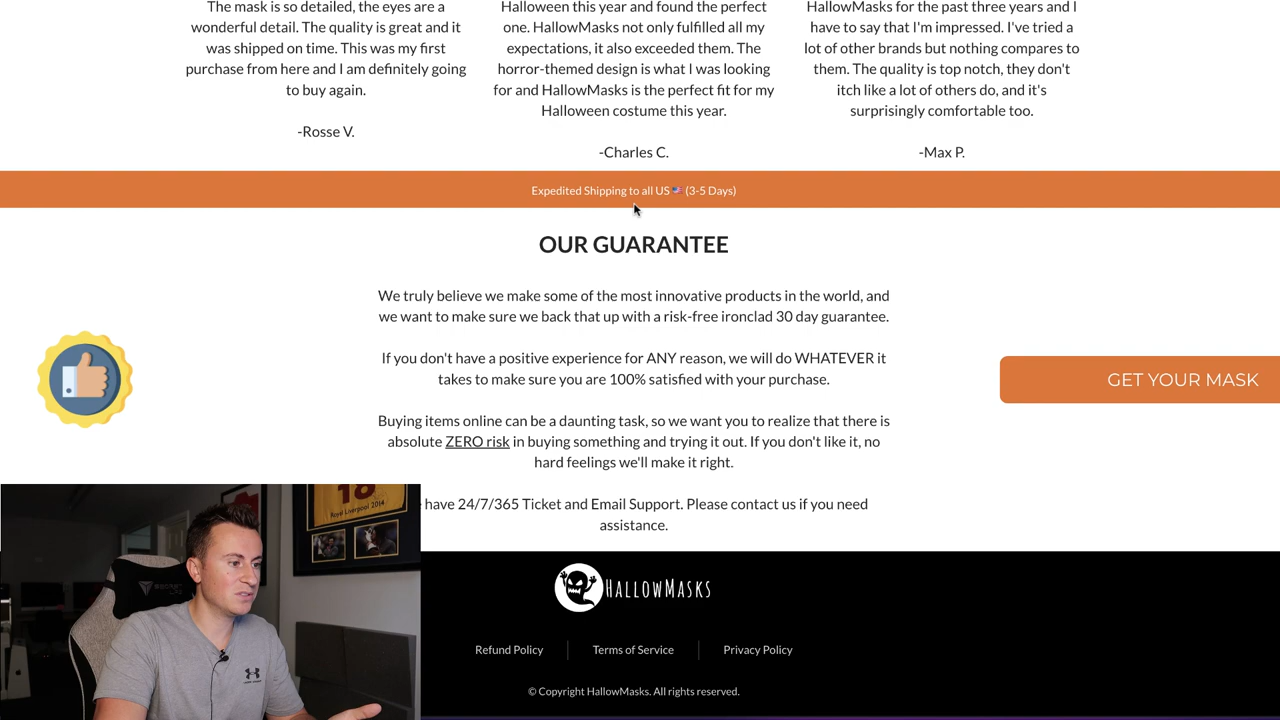 The mask is so detailed, the eyes are a
wonderful detail. The quality is great and it
was shipped on time. This was my first
purchase from here and I am definitely going
to buy again.
-Rosse V.
Halloween this year and found the perfect
one. HallowMasks not only fulfilled all my
expectations, it also exceeded them. The
horror-themed design is what I was looking
for and HallowMasks is the perfect fit for my
Halloween costume this year.
-Charles C.
HallowMasks for the past three years and I
have to say that I'm impressed. I've tried a
lot of other brands but nothing compares to
them. The quality is top notch, they don't
itch like a lot of others do, and it's
surprisingly comfortable too.
-Max P.
Expedited Shipping to all US 🇺🇸 (3-5 Days)
OUR GUARANTEE
We truly believe we make some of the most innovative products in the world, and
we want to make sure we back that up with a risk-free ironclad 30 day guarantee.
If you don't have a positive experience for ANY reason, we will do WHATEVER it
takes to make sure you are 100% satisfied with your purchase.
Buying items online can be a daunting task, so we want you to realize that there is
absolute ZERO risk in buying something and trying it out. If you don't like it, no
hard feelings we'll make it right.
have 24/7/365 Ticket and Email Support. Please contact us if you need
assistance.
GET YOUR MASK
18
Royal Liverpool 2014
HALLOWMASKS
Refund Policy
Terms of Service
Privacy Policy
© Copyright HallowMasks. All rights reserved.